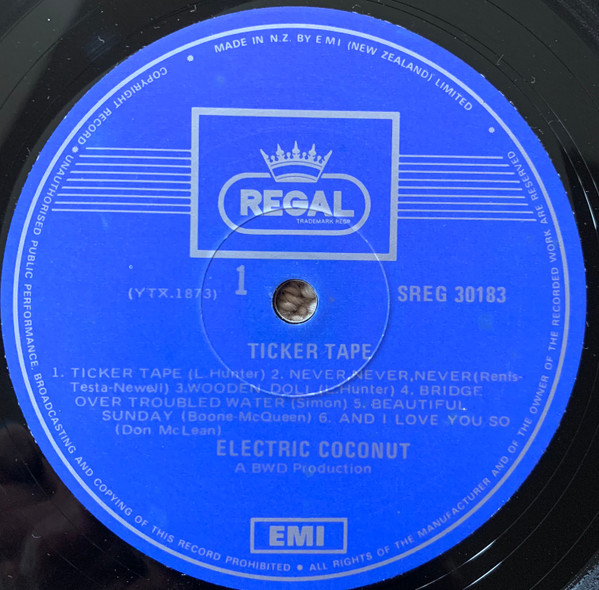 MADE IN N.Z. BY EMI (NEW ZEALAND) LIMITED
REGAL
TRADEMARK REGR
1
(YTX.1873)
SREG 30183
TICKER TAPE
1. TICKER TAPE (L.Hunter) 2. NEVER,NEVER,NEVER(Renis-
Testa-Newell) 3.WOODEN DOLL (L.Hunter) 4. BRIDGE
OVER TROUBLED WATER (Simon) 5. BEAUTIFUL
SUNDAY (Boone-McQueen) 6. AND I LOVE YOU SO
(Don McLean)
ELECTRIC COCONUT
A BWD Production
EMI
COPYRIGHT RECORD • UNAUTHORISED PUBLIC PERFORMANCE, BROADCASTING AND COPYING OF THIS RECORD PROHIBITED • ALL RIGHTS OF THE MANUFACTURER AND OF THE OWNER OF THE RECORDED WORK ARE RESERVED